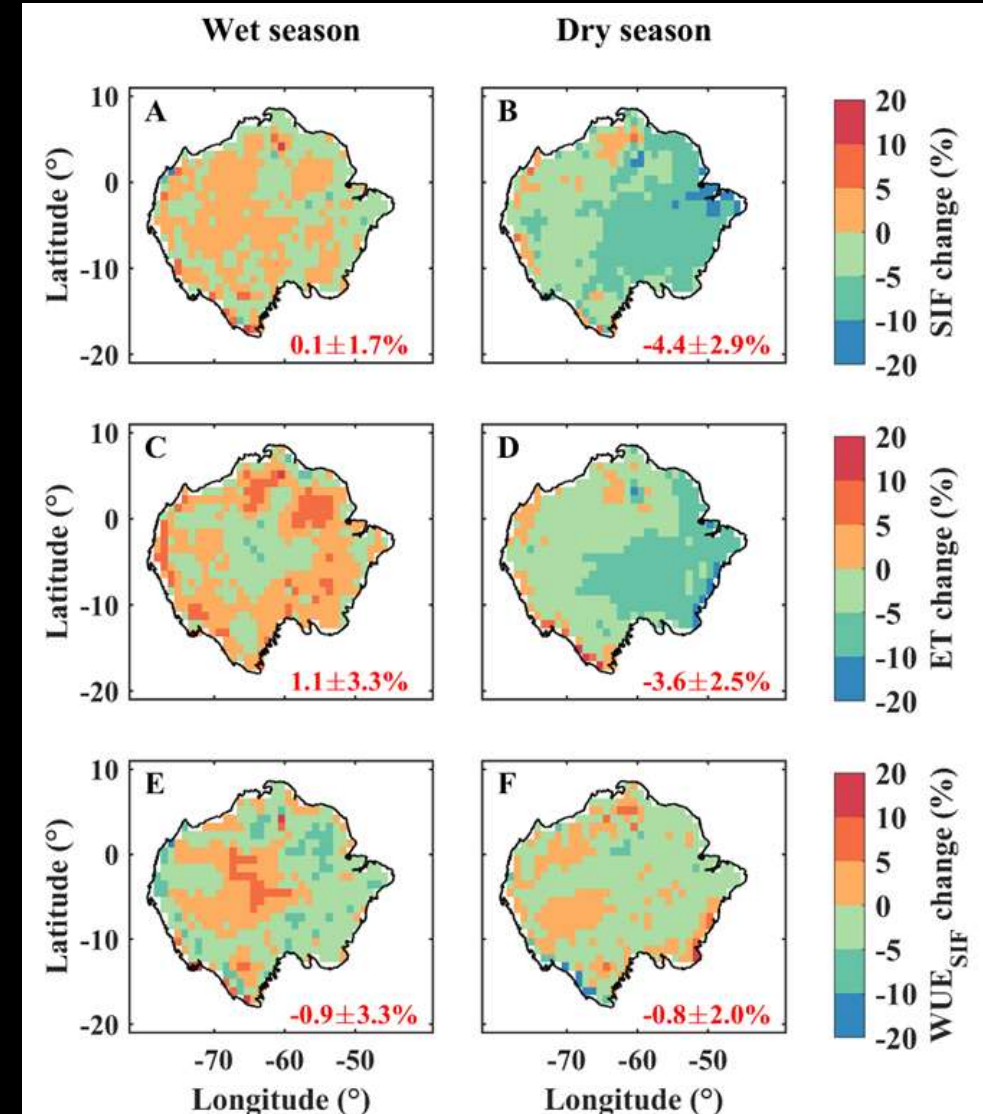 Wet season
Dry season
A
B
10
0
-10
-20
Latitude (°)
0.1±1.7%
-4.4±2.9%
20
10
5
0
-5
-10
-20
SIF change (%)
C
D
10
0
-10
-20
Latitude (°)
1.1±3.3%
-3.6±2.5%
20
10
5
0
-5
-10
-20
ET change (%)
E
F
10
0
-10
-20
Latitude (°)
-0.9±3.3%
-0.8±2.0%
20
10
5
0
-5
-10
-20
WUE SIF change (%)
-70 -60 -50
-70 -60 -50
Longitude (°)
Longitude (°)